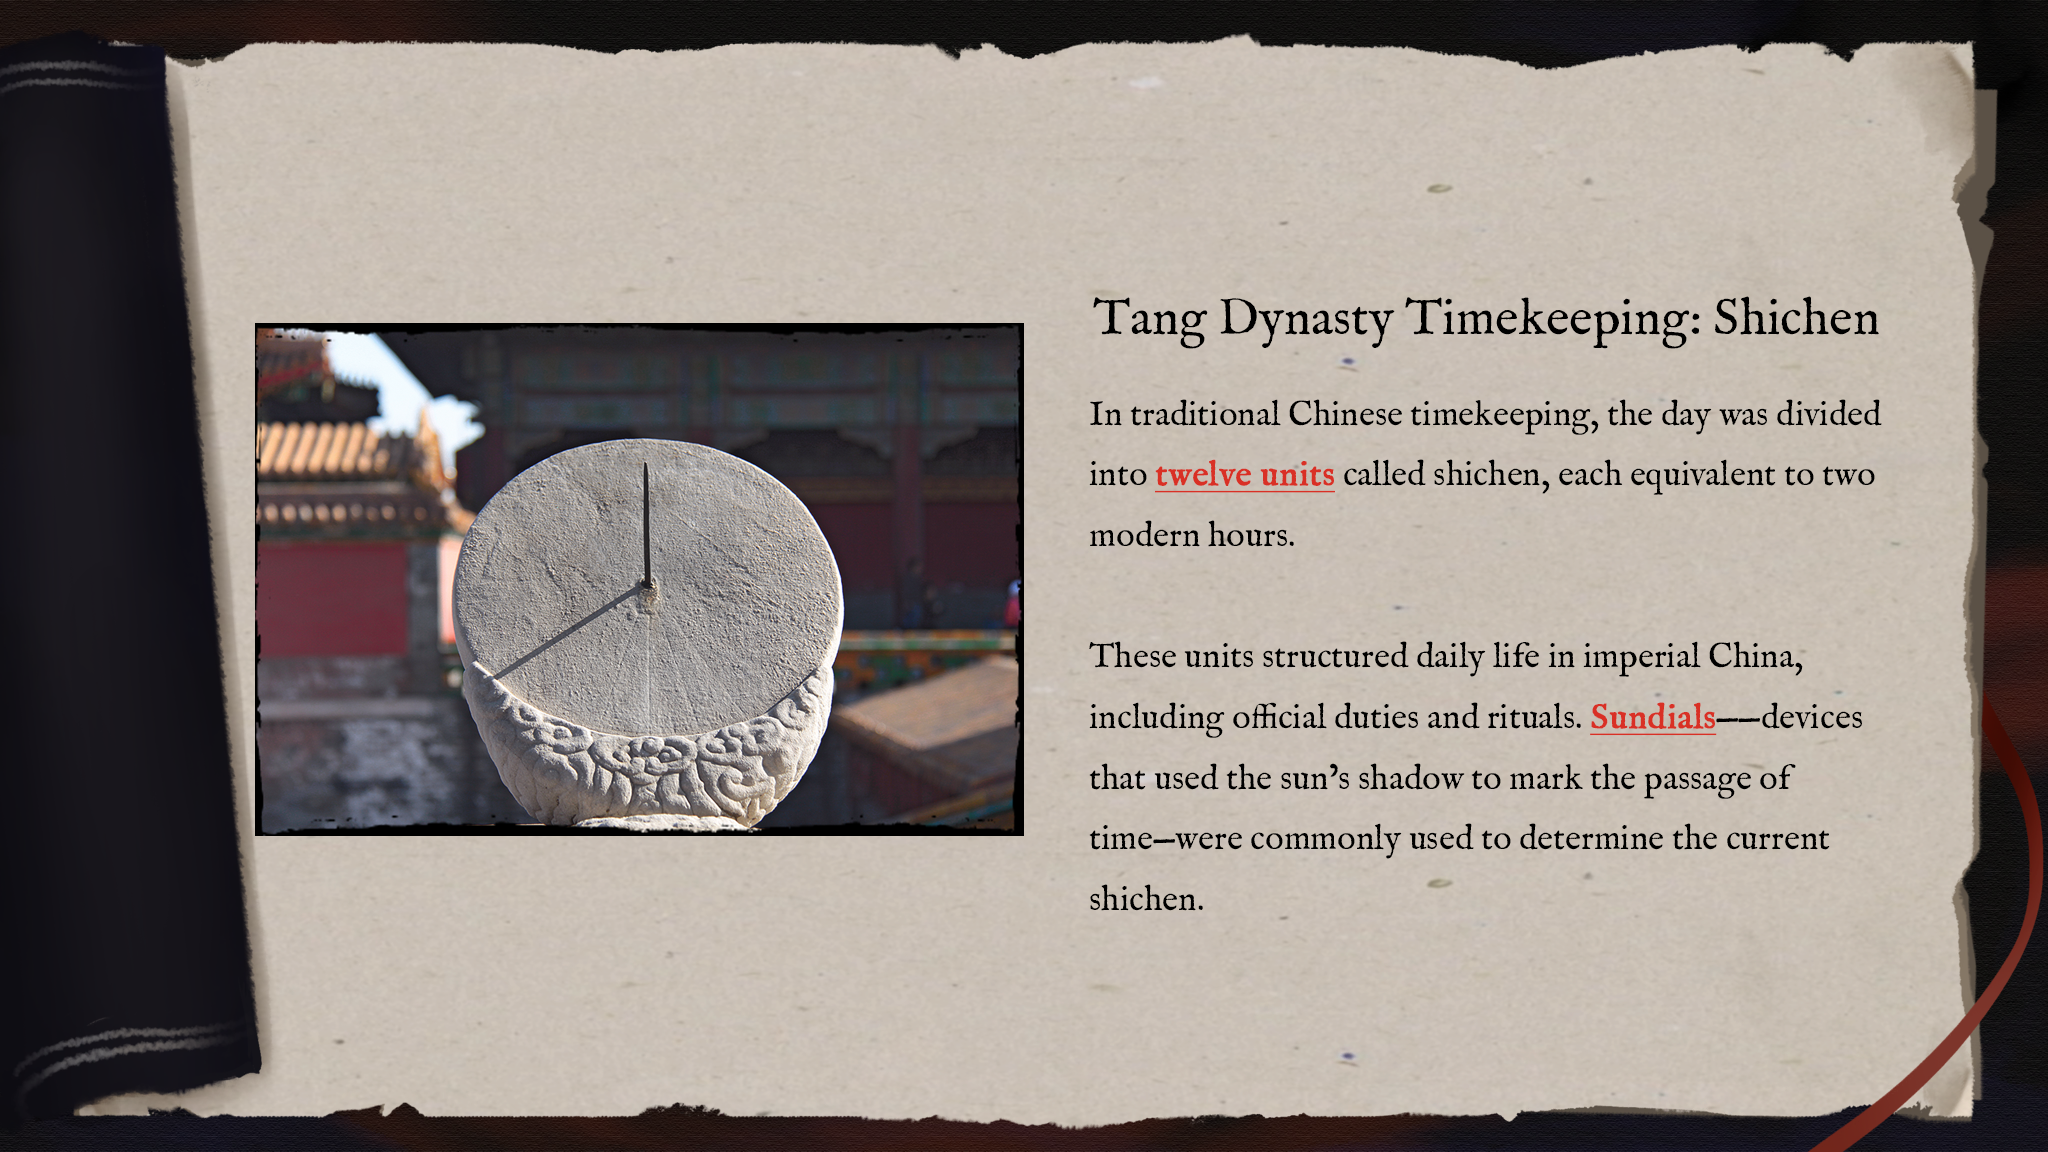 Tang Dynasty Timekeeping: Shichen
In traditional Chinese timekeeping, the day was divided
into twelve units called shichen, each equivalent to two
modern hours.
These units structured daily life in imperial China,
including official duties and rituals. Sundials——devices
that used the sun’s shadow to mark the passage of
time—were commonly used to determine the current
shichen.